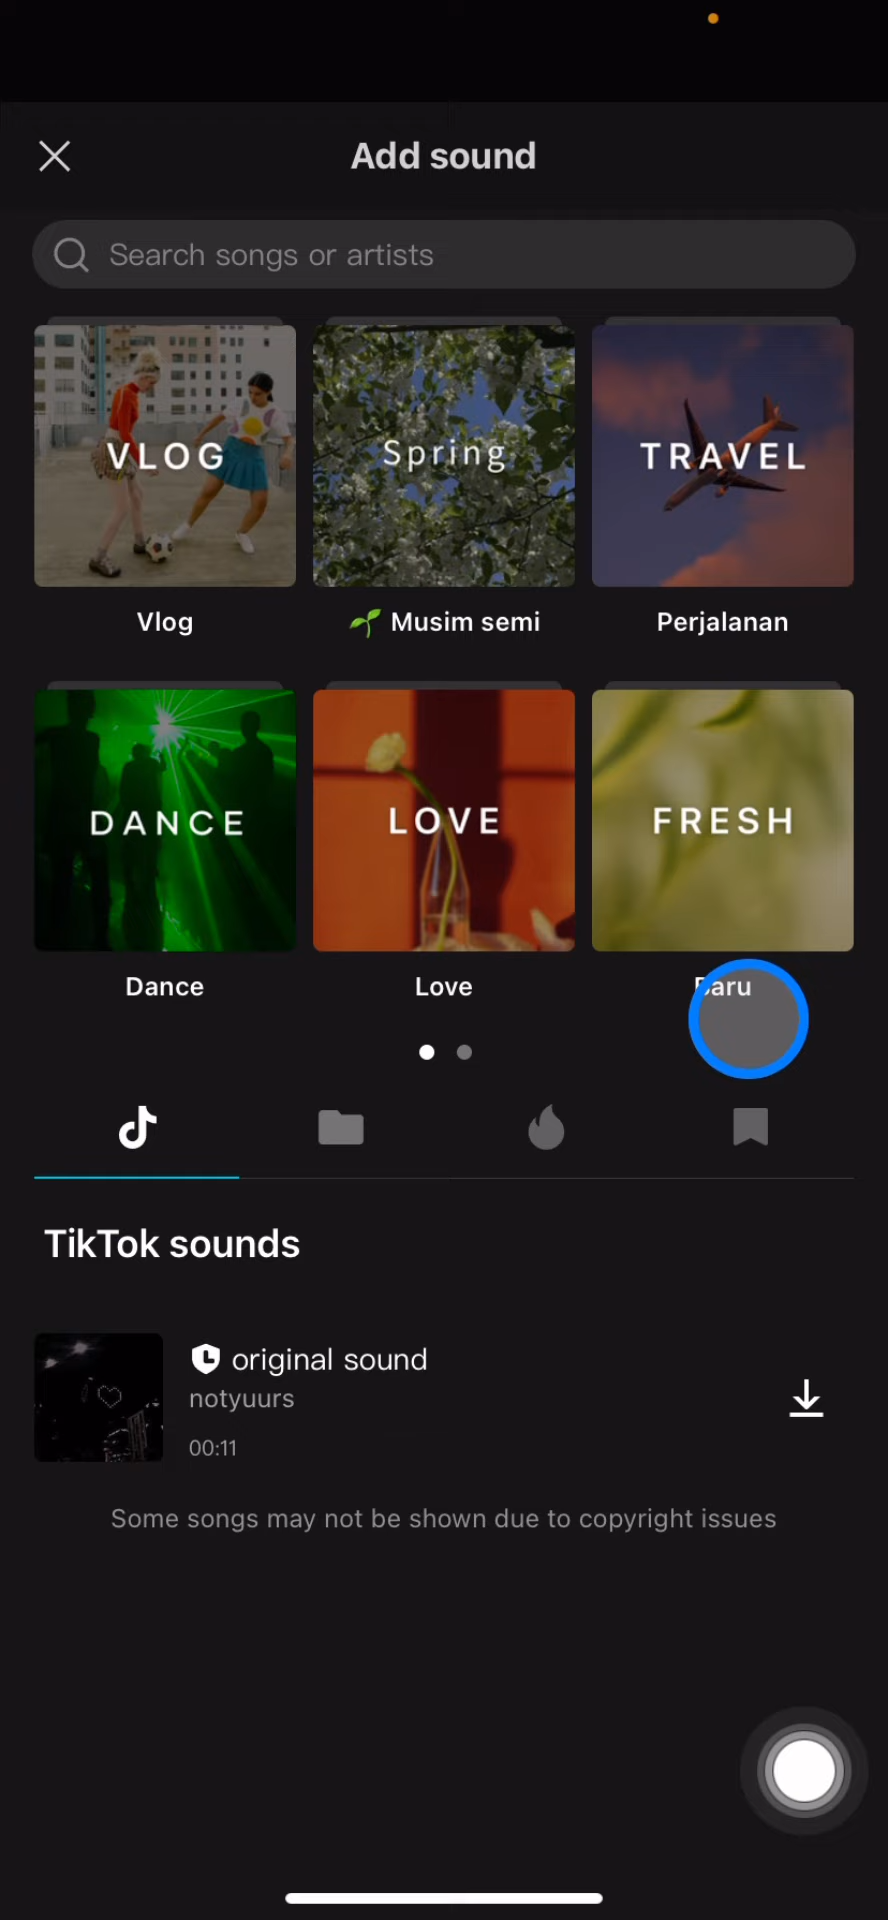 Add sound
Search songs or artists
VLOG
Spring
TRAVEL
Vlog
Musim semi
Perjalanan
DANCE
LOVE
FRESH
Dance
Love
Baru
TikTok sounds
original sound
notyuurs
00:11
Some songs may not be shown due to copyright issues